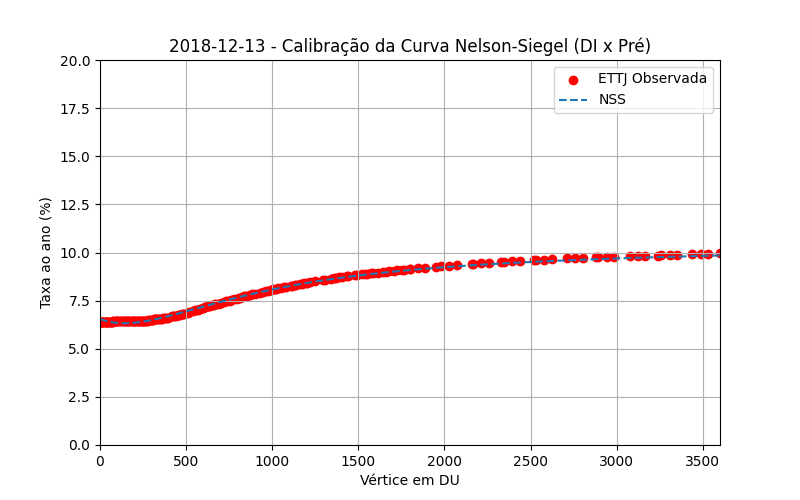 2018-12-13 - Calibração da Curva Nelson-Siegel (DI x Pré)
ETTJ Observada
NSS
Taxa ao ano (%)
20.0
17.5
15.0
12.5
10.0
7.5
5.0
2.5
0.0
0 500 1000 1500 2000 2500 3000 3500
Vértice em DU